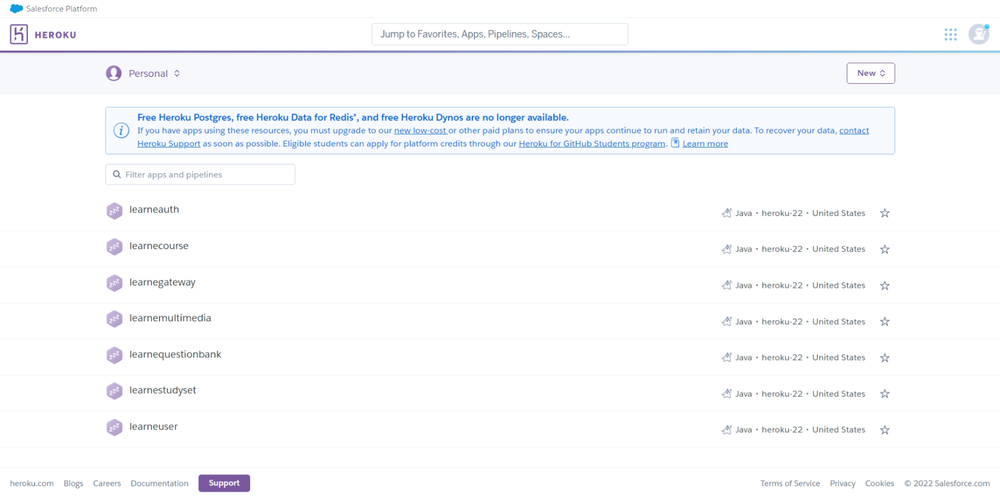 Salesforce Platform
HEROKU
Jump to Favorites, Apps, Pipelines, Spaces...
Personal
New
Free Heroku Postgres, free Heroku Data for Redis®, and free Heroku Dynos are no longer available.
If you have apps using these resources, you must upgrade to our new low-cost or other paid plans to ensure your apps continue to run and retain your data. To recover your data, contact
Heroku Support as soon as possible. Eligible students can apply for platform credits through our Heroku for GitHub Students program. Learn more
Filter apps and pipelines
zzz learneauth Java • heroku-22 • United States
zzz learnecourse Java • heroku-22 • United States
zzz learnegateway Java • heroku-22 • United States
zzz learnemultimedia Java • heroku-22 • United States
zzz learnequestionbank Java • heroku-22 • United States
zzz learnestudyset Java • heroku-22 • United States
zzz learneuser Java • heroku-22 • United States
heroku.com Blogs Careers Documentation Support Terms of Service Privacy Cookies © 2022 Salesforce.com